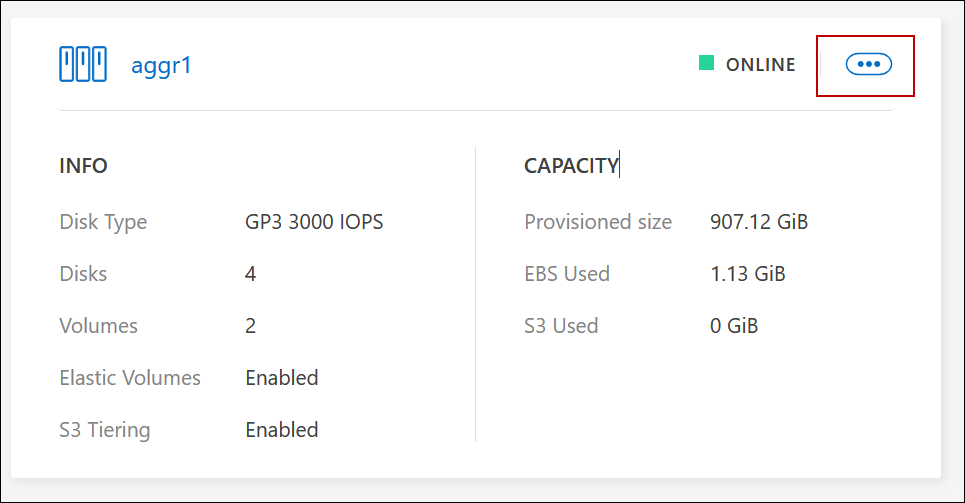 aggr1
ONLINE
INFO
Disk Type GP3 3000 IOPS
Disks 4
Volumes 2
Elastic Volumes Enabled
S3 Tiering Enabled
CAPACITY
Provisioned size 907.12 GiB
EBS Used 1.13 GiB
S3 Used 0 GiB